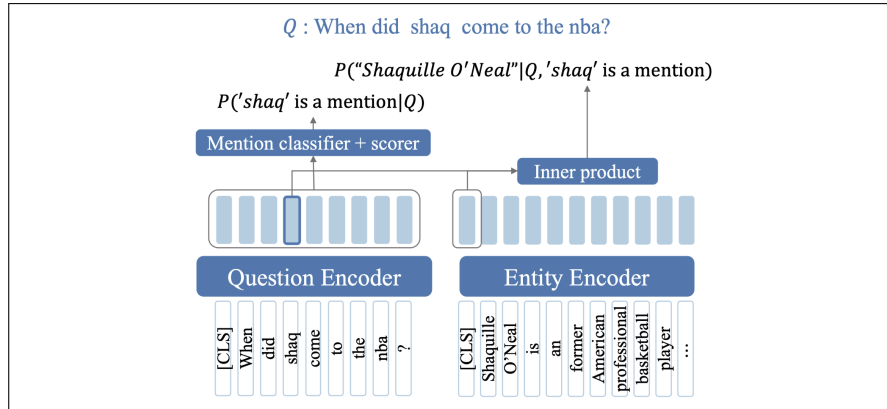 Q : When did shaq come to the nba?
P("Shaquille O'Neal"|Q,'shaq' is a mention)
P('shaq' is a mention|Q)
Mention classifier + scorer
Inner product
Question Encoder
Entity Encoder
[CLS] When did shaq come to the nba ?
[CLS] Shaquille O'Neal is an former American professional basketball player ...